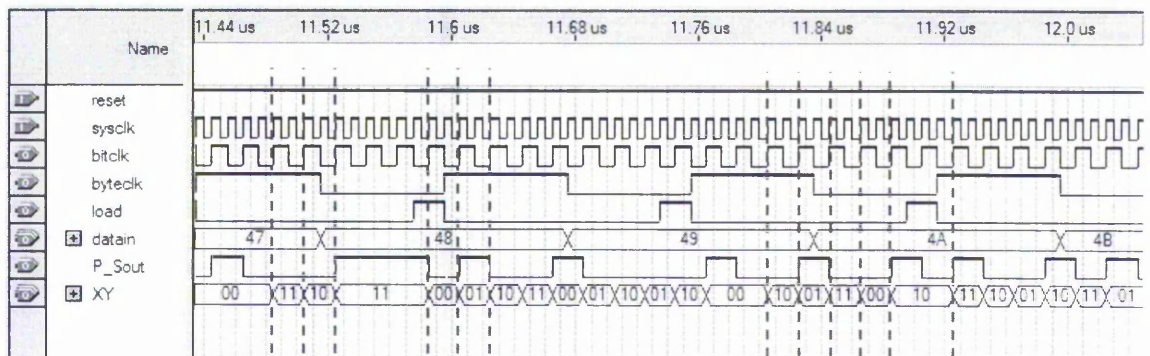 Name
11.44 us 11.52 us 11.6 us 11.68 us 11.76 us 11.84 us 11.92 us 12.0 us
reset
sysclk
bitclk
byteclk
load
datain 47 48 49 4A 4B
P_Sout
XY 00 11 10 11 00 01 10 11 00 01 10 01 10 00 10 01 11 00 10 11 10 01 10 11 01